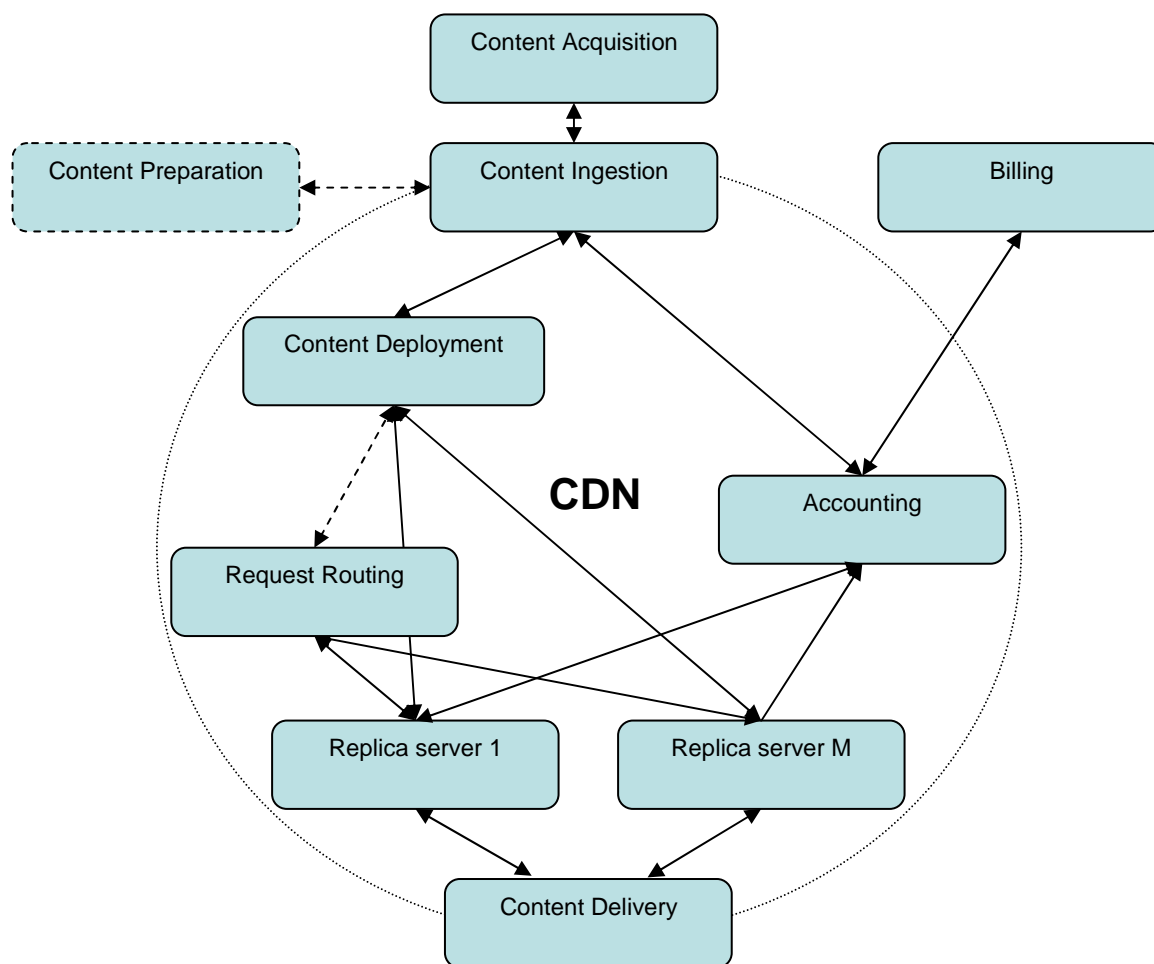 Content Acquisition
Content Preparation
Content Ingestion
Billing
Content Deployment
CDN
Accounting
Request Routing
Replica server 1
Replica server M
Content Delivery